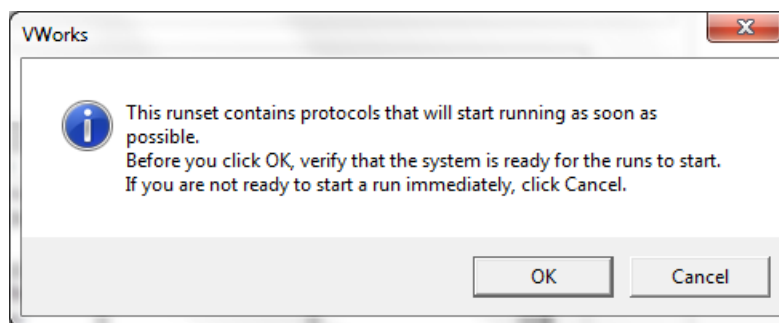 VWorks
This runset contains protocols that will start running as soon as
possible.
Before you click OK, verify that the system is ready for the runs to start.
If you are not ready to start a run immediately, click Cancel.
OK
Cancel